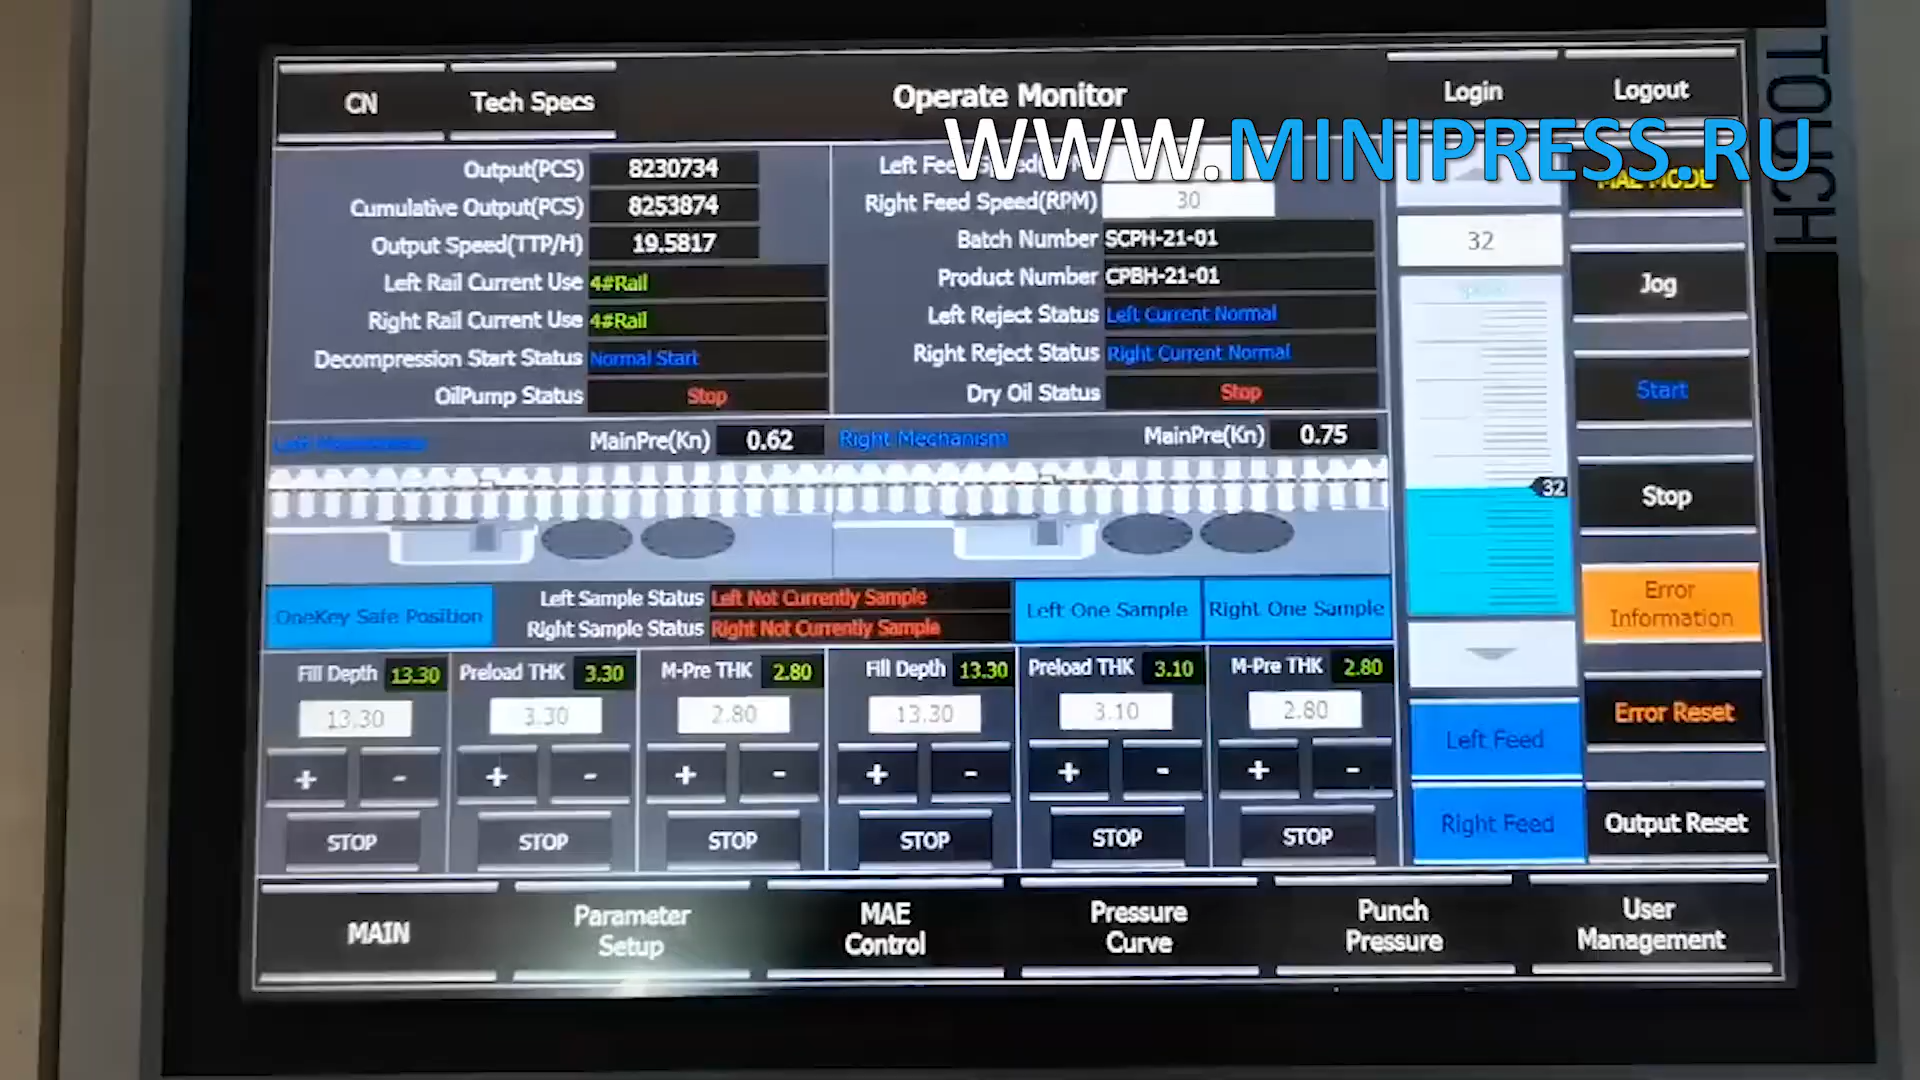 CN
Tech Specs
Operate Monitor
Login
Logout
WWW.MINIPRESS.RU
TOUCH
Output(PCS) 8230734
Cumulative Output(PCS) 8253874
Output Speed(TTP/H) 19.5817
Left Rail Current Use 4#Rail
Right Rail Current Use 4#Rail
Decompression Start Status Normal Start
OilPump Status Stop
Left Feed
Right Feed Speed(RPM) 30
Batch Number SCPH-21-01
Product Number CPBH-21-01
Left Reject Status Left Current Normal
Right Reject Status Right Current Normal
Dry Oil Status Stop
MainPre(Kn) 0.62
Right Mechanism MainPre(Kn) 0.75
32
32
MAE MODE
Jog
Start
Stop
Error
Information
Error Reset
Output Reset
OneKey Safe Position
Left Sample Status Left Not Currently Sample
Right Sample Status Right Not Currently Sample
Left One Sample
Right One Sample
Fill Depth 13.30 Preload THK 3.30 M-Pre THK 2.80 Fill Depth 13.30 Preload THK 3.10 M-Pre THK 2.80
13.30 3.30 2.80 13.30 3.10 2.80
+ - + - + - + - + - + -
STOP STOP STOP STOP STOP STOP
Left Feed
Right Feed
MAIN
Parameter
Setup
MAE
Control
Pressure
Curve
Punch
Pressure
User
Management